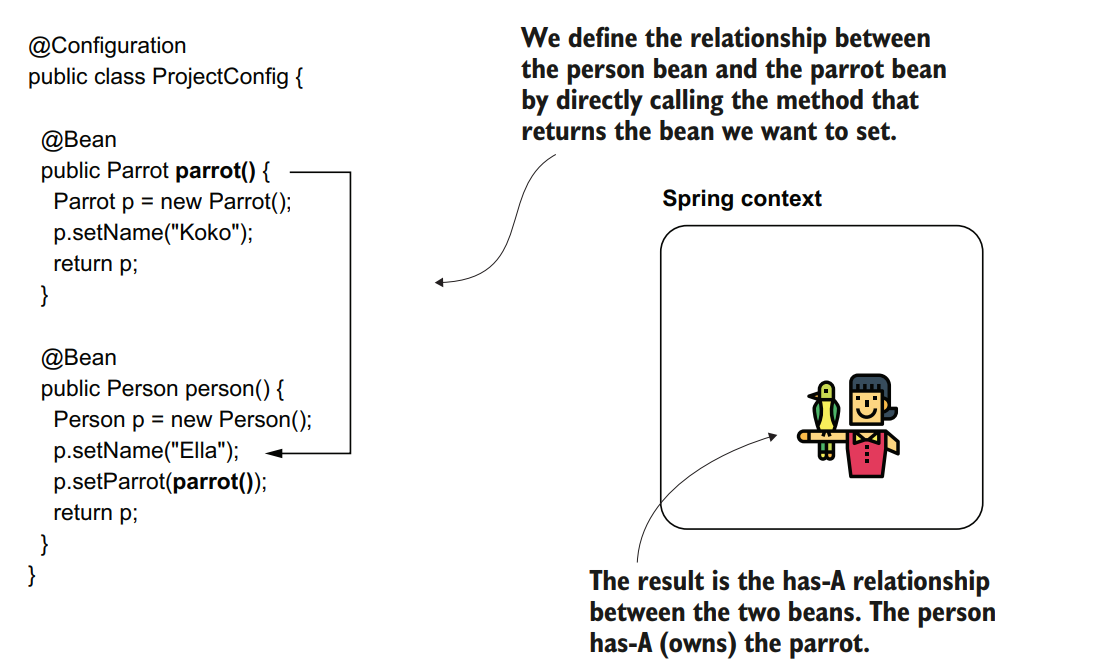 @Configuration
public class ProjectConfig {
@Bean
public Parrot parrot() {
Parrot p = new Parrot();
p.setName("Koko");
return p;
}
@Bean
public Person person() {
Person p = new Person();
p.setName("Ella");
p.setParrot(parrot());
return p;
}
}
We define the relationship between
the person bean and the parrot bean
by directly calling the method that
returns the bean we want to set.
Spring context
The result is the has-A relationship
between the two beans. The person
has-A (owns) the parrot.